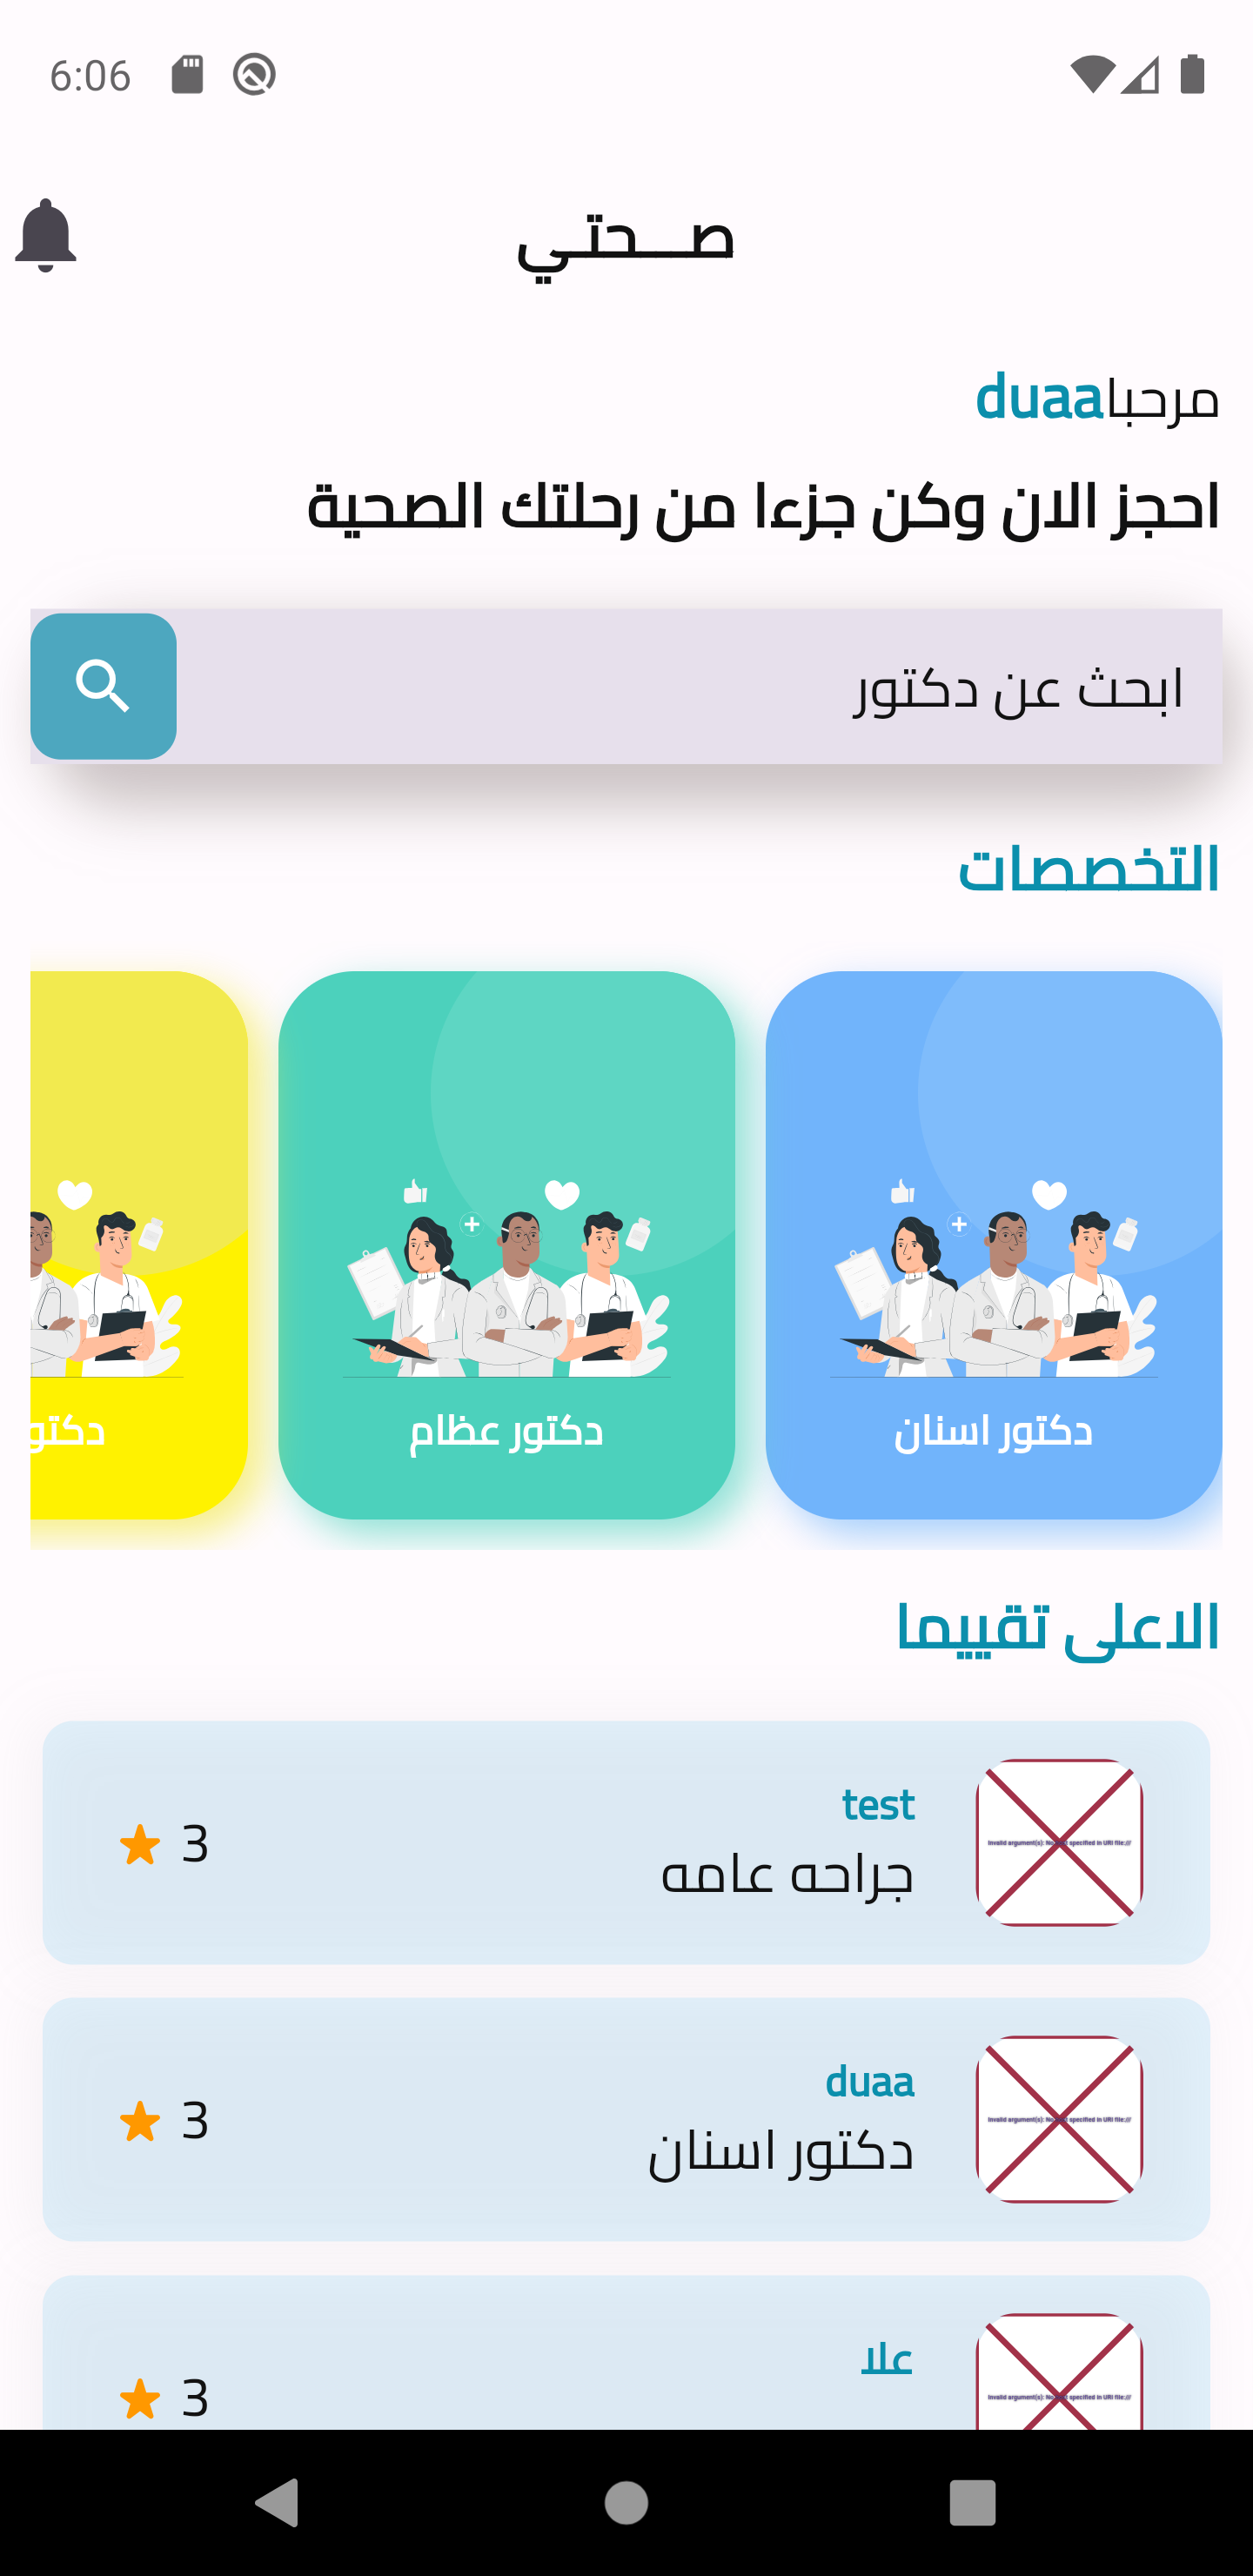 6:06
صـــحتـي
مرحباduaa
احجز الان وكن جزءا من رحلتك الصحية
ابحث عن دكتور
التخصصات
دكتور اسنان
دكتور عظام
دكتو
الاعلى تقييما
test
جراحه عامه
3
duaa
دكتور اسنان
3
علا
3